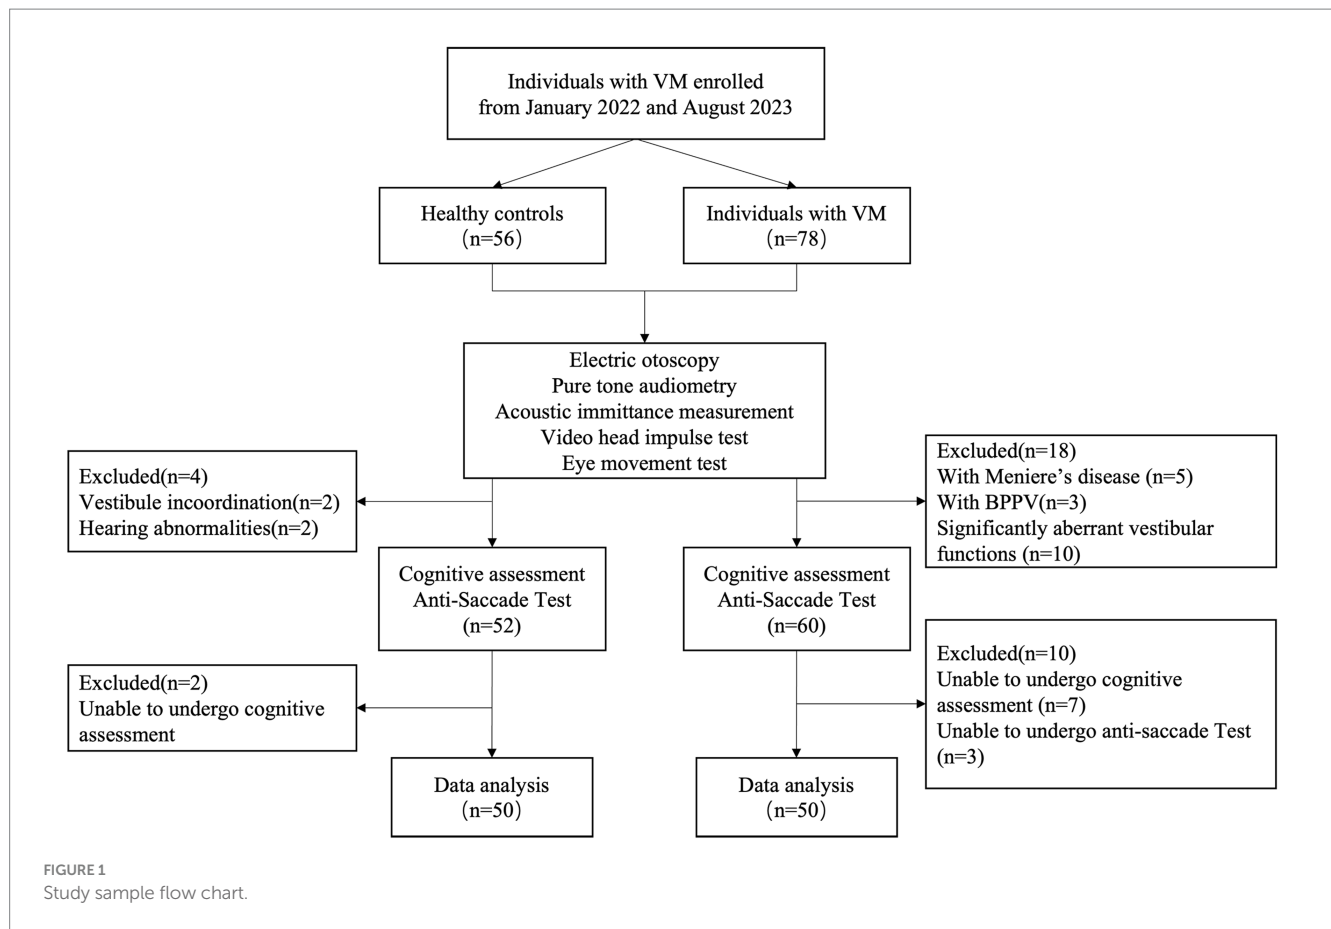 Individuals with VM enrolled
from January 2022 and August 2023
Healthy controls
(n=56)
Individuals with VM
(n=78)
Electric otoscopy
Pure tone audiometry
Acoustic immittance measurement
Video head impulse test
Eye movement test
Excluded(n=4)
Vestibule incoordination(n=2)
Hearing abnormalities(n=2)
Excluded(n=18)
With Meniere’s disease (n=5)
With BPPV(n=3)
Significantly aberrant vestibular
functions (n=10)
Cognitive assessment
Anti-Saccade Test
(n=52)
Cognitive assessment
Anti-Saccade Test
(n=60)
Excluded(n=2)
Unable to undergo cognitive
assessment
Excluded(n=10)
Unable to undergo cognitive
assessment (n=7)
Unable to undergo anti-saccade Test
(n=3)
Data analysis
(n=50)
Data analysis
(n=50)
FIGURE 1
Study sample flow chart.